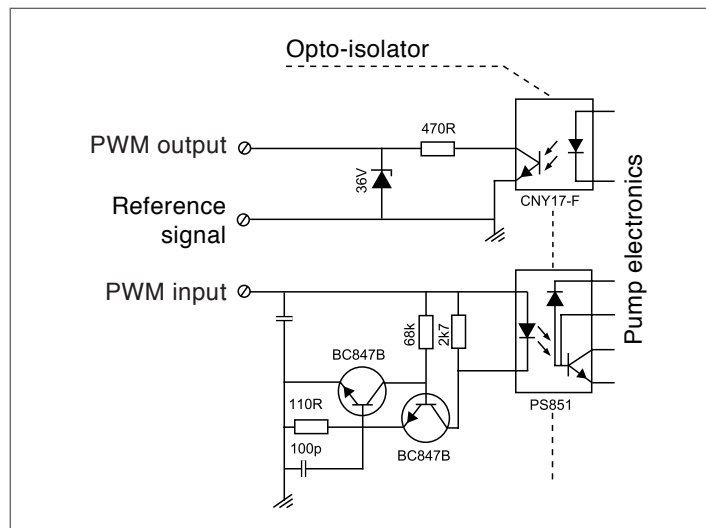 Opto-isolator
470R
PWM output
36V
CNY17-F
Reference
signal
Pump electronics
PWM input
68k
2k7
BC847B
110R
PS851
100p
BC847B